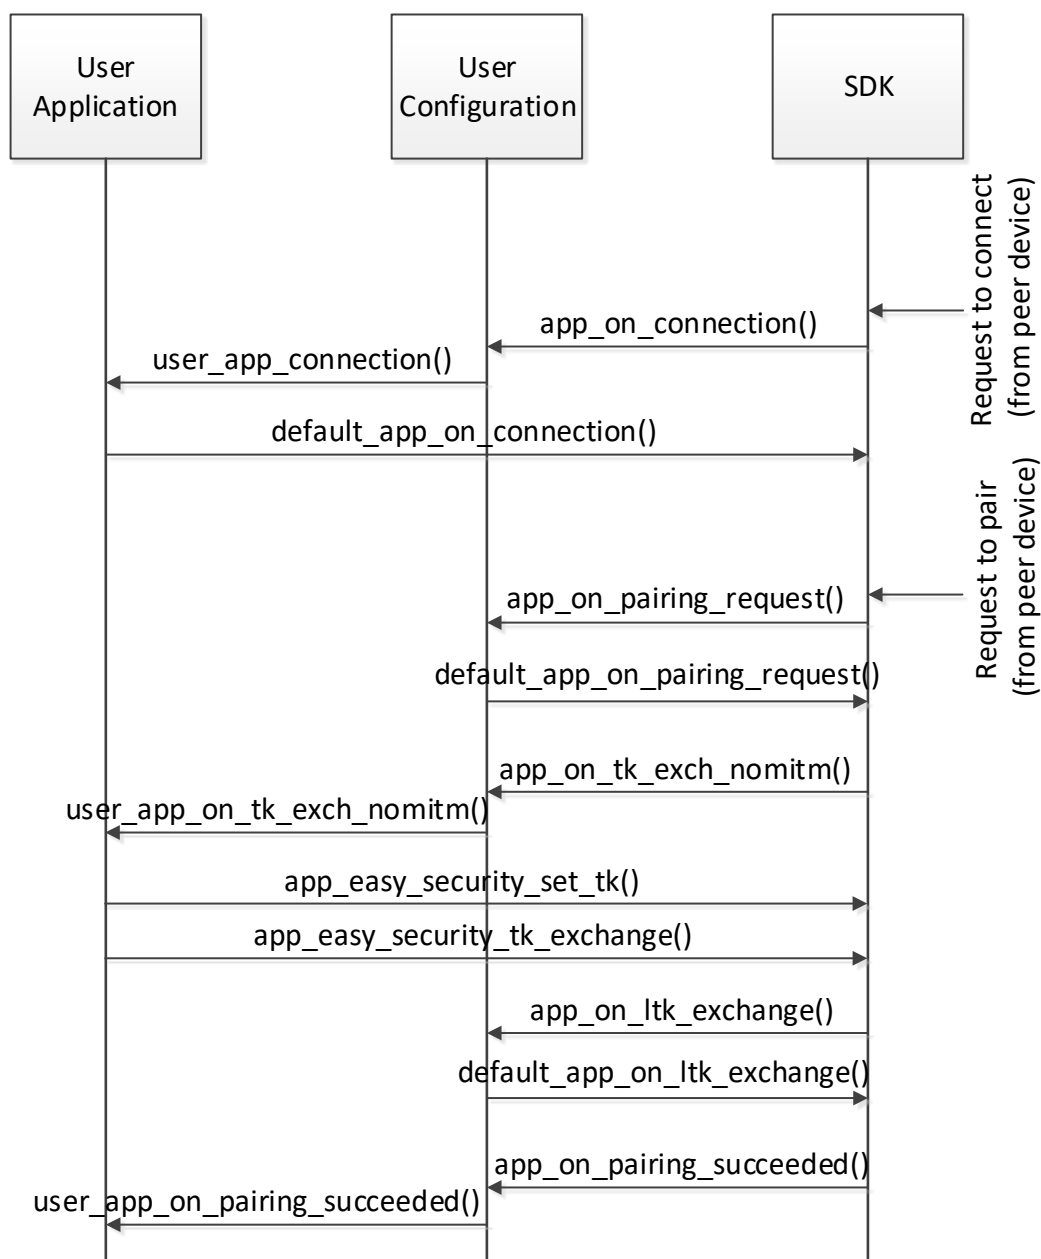 User
Application
User
Configuration
SDK
Request to connect
(from peer device)
app_on_connection()
user_app_connection()
default_app_on_connection()
Request to pair
(from peer device)
app_on_pairing_request()
default_app_on_pairing_request()
app_on_tk_exch_nomitm()
user_app_on_tk_exch_nomitm()
app_easy_security_set_tk()
app_easy_security_tk_exchange()
app_on_ltk_exchange()
default_app_on_ltk_exchange()
app_on_pairing_succeeded()
user_app_on_pairing_succeeded()